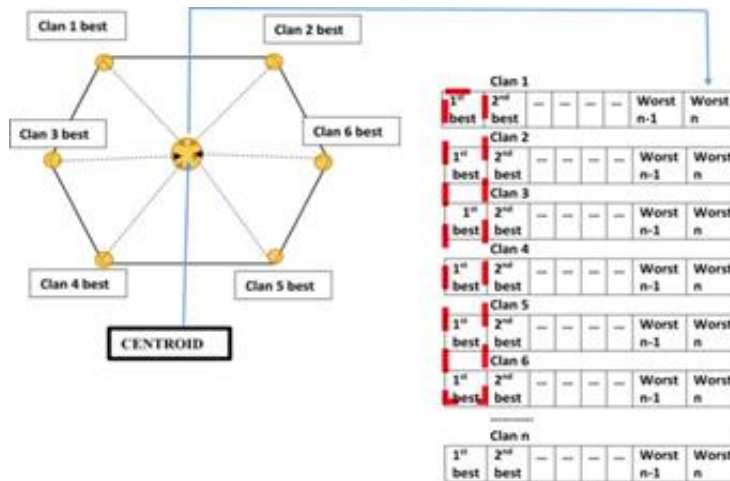 Clan 1 best
Clan 2 best
Clan 3 best
Clan 6 best
Clan 4 best
Clan 5 best
CENTROID
Clan 1
1st 2nd ... ... ... ... Worst Worst
best best n-1 n
Clan 2
1st 2nd ... ... ... ... Worst Worst
best best n-1 n
Clan 3
1st 2nd ... ... ... ... Worst Worst
best best n-1 n
Clan 4
1st 2nd ... ... ... ... Worst Worst
best best n-1 n
Clan 5
1st 2nd ... ... ... ... Worst Worst
best best n-1 n
Clan 6
1st 2nd ... ... ... ... Worst Worst
best best n-1 n
...........
Clan n
1st 2nd ... ... ... ... Worst Worst
best best n-1 n